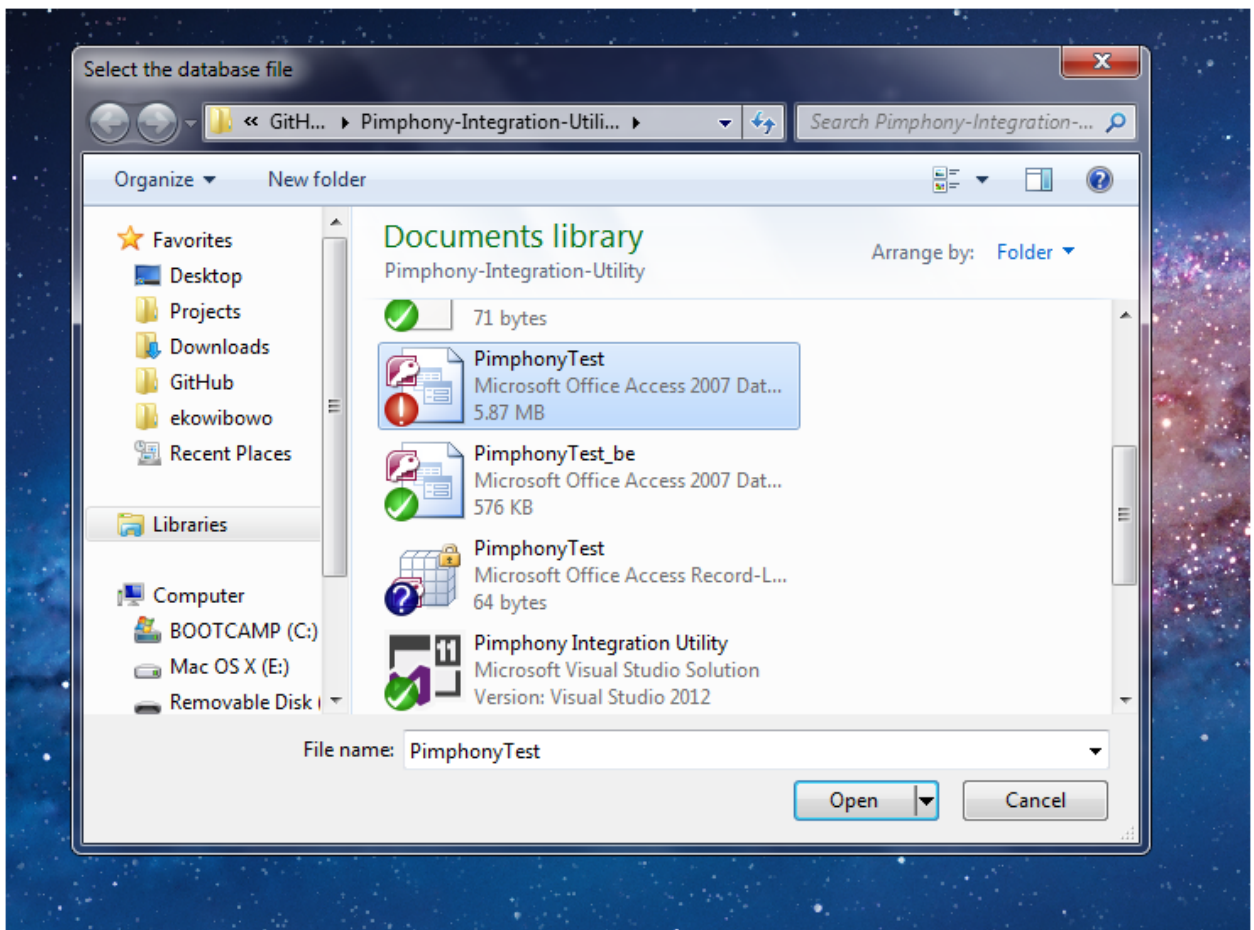 Select the database file
« GitH... Pimphony-Integration-Utili...
Search Pimphony-Integration-...
Organize
New folder
Favorites
Desktop
Projects
Downloads
GitHub
ekowibowo
Recent Places
Libraries
Computer
BOOTCAMP (C:)
Mac OS X (E:)
Removable Disk (
Documents library
Pimphony-Integration-Utility
Arrange by: Folder
71 bytes
PimphonyTest
Microsoft Office Access 2007 Dat...
5.87 MB
PimphonyTest_be
Microsoft Office Access 2007 Dat...
576 KB
PimphonyTest
Microsoft Office Access Record-L...
64 bytes
11
Pimphony Integration Utility
Microsoft Visual Studio Solution
Version: Visual Studio 2012
File name: PimphonyTest
Open
Cancel